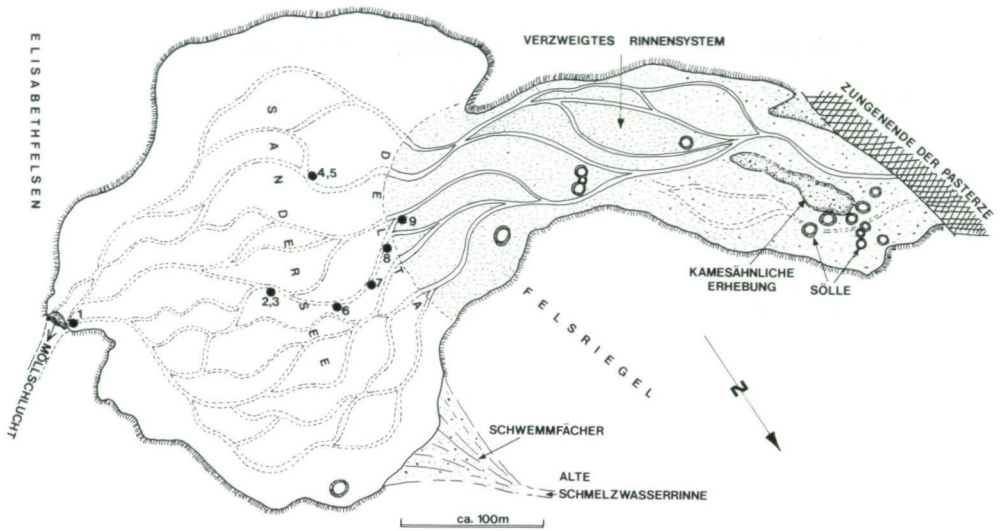 VERZWEIGTES RINNENSYSTEM
ZUNGENENDE DER PASTERZE
ELISABETHFELSEN
SANDERSEE
DELTA
4,5
9
8
7
2,3
6
1
KAMESÄHNLICHE
ERHEBUNG
SÖLLE
MÖLLSCHLUCHT
FELSRIEGEL
N
SCHWEMMFÄCHER
ALTE
SCHMELZWASSERRINNE
ca. 100m